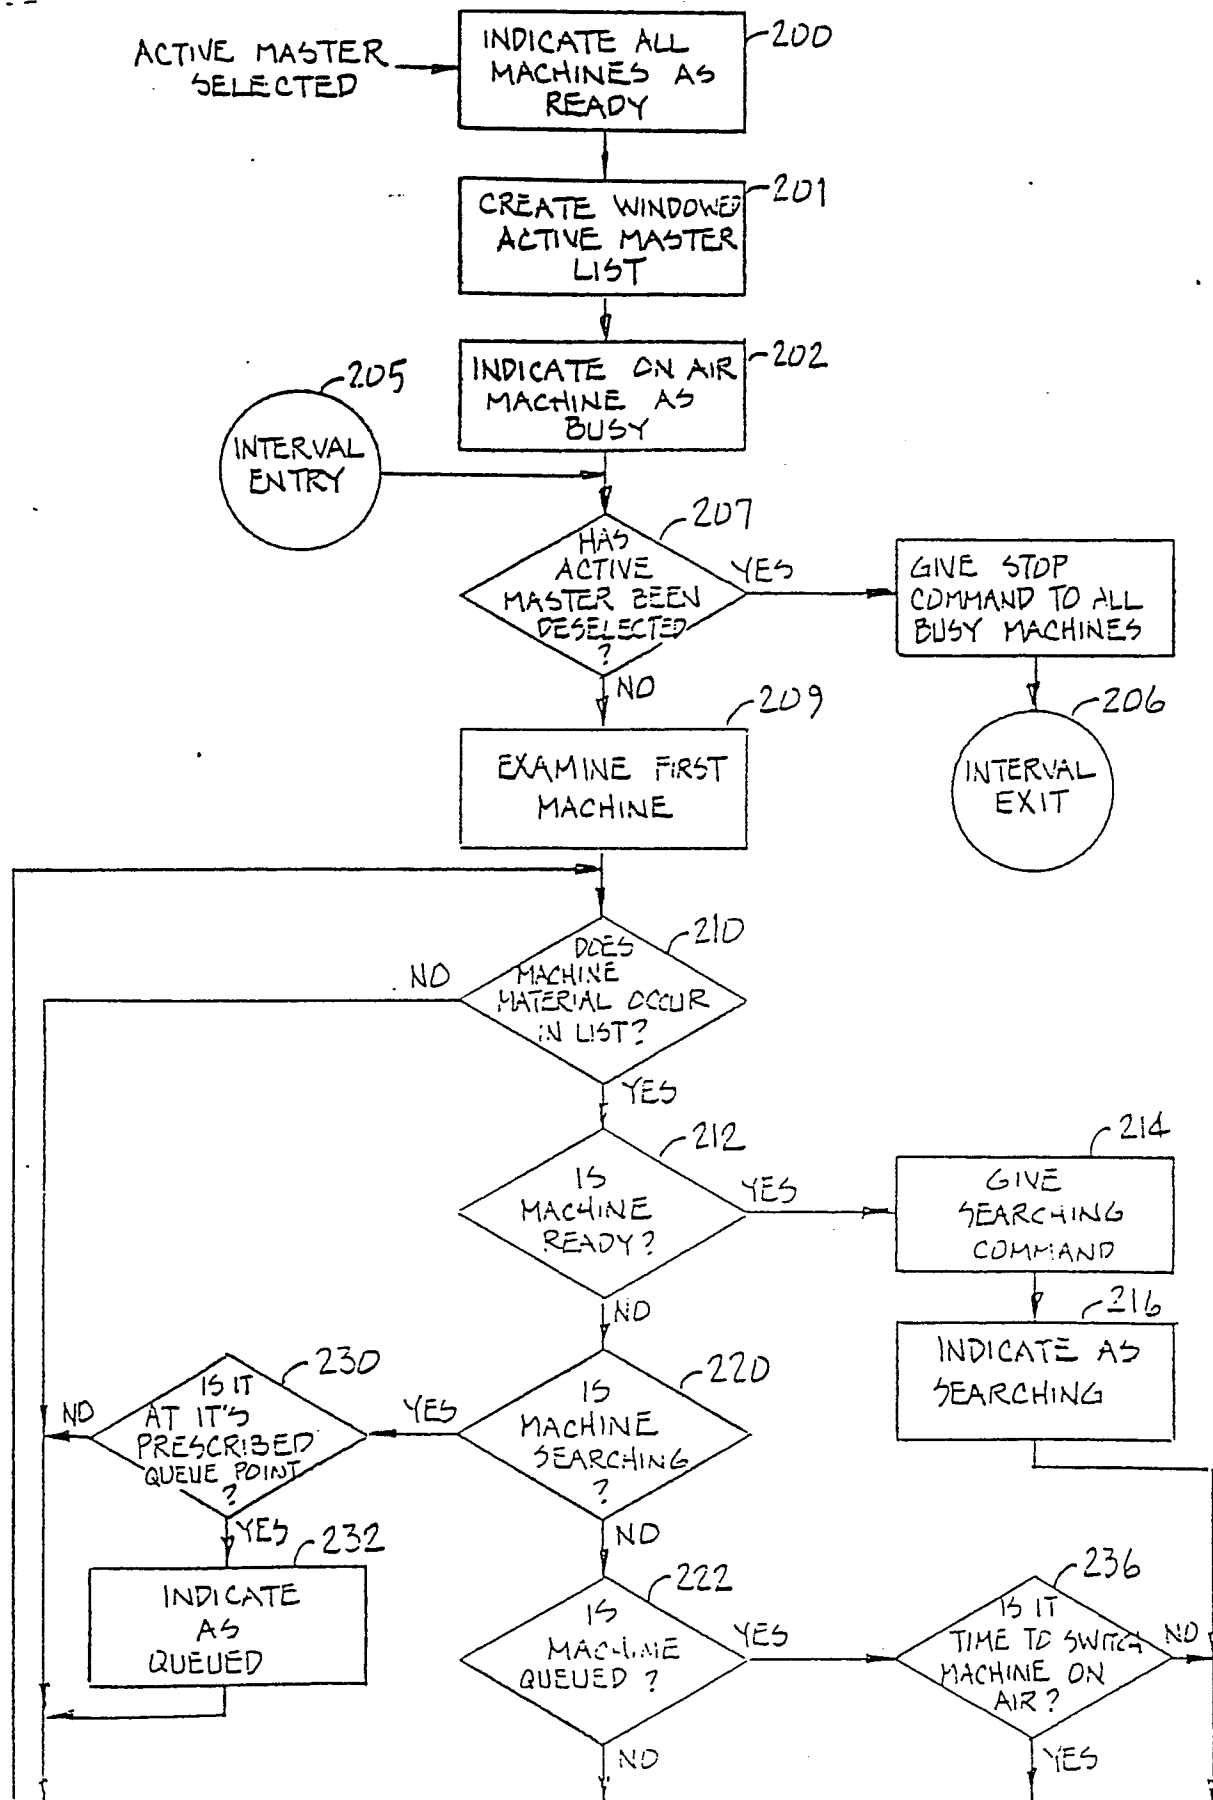 ACTIVE MASTER
SELECTED
INDICATE ALL
MACHINES AS
READY
200
CREATE WINDOWED
ACTIVE MASTER
LIST
201
INDICATE ON AIR
MACHINE AS
BUSY
202
INTERVAL
ENTRY
205
HAS
ACTIVE
MASTER BEEN
DESELECTED
?
207
YES
GIVE STOP
COMMAND TO ALL
BUSY MACHINES
NO
206
INTERVAL
EXIT
209
EXAMINE FIRST
MACHINE
210
DOES
MACHINE
MATERIAL OCCUR
IN LIST?
NO
YES
212
IS
MACHINE
READY?
YES
214
GIVE
SEARCHING
COMMAND
NO
216
INDICATE AS
SEARCHING
220
IS
MACHINE
SEARCHING
?
YES
230
IS IT
AT IT'S
PRESCRIBED
QUEUE POINT
?
NO
YES
232
INDICATE
AS
QUEUED
NO
222
IS
MACHINE
QUEUED?
YES
236
IS IT
TIME TO SWITCH
MACHINE ON
AIR?
NO
NO
YES